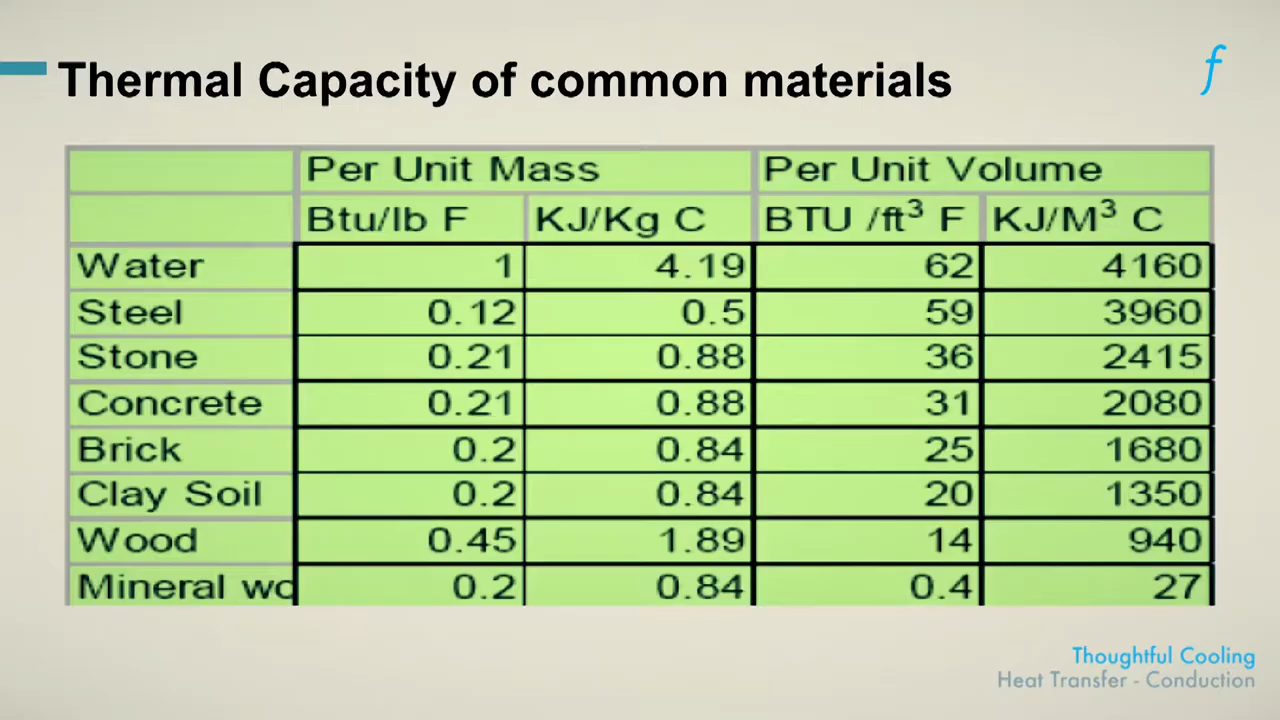 Thermal Capacity of common materials
f
Per Unit Mass Per Unit Volume
Btu/lb F KJ/Kg C BTU /ft³ F KJ/M³ C
Water 1 4.19 62 4160
Steel 0.12 0.5 59 3960
Stone 0.21 0.88 36 2415
Concrete 0.21 0.88 31 2080
Brick 0.2 0.84 25 1680
Clay Soil 0.2 0.84 20 1350
Wood 0.45 1.89 14 940
Mineral wo 0.2 0.84 0.4 27
Thoughtful Cooling
Heat Transfer - Conduction